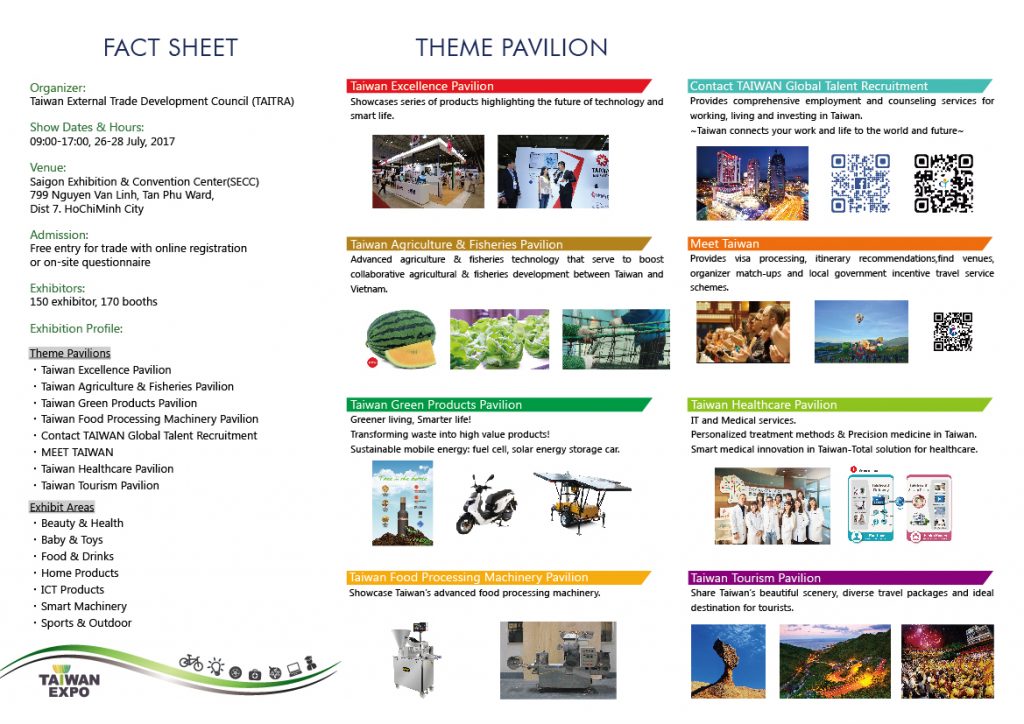 FACT SHEET
Organizer:
Taiwan External Trade Development Council (TAITRA)
Show Dates & Hours:
09:00-17:00, 26-28 July, 2017
Venue:
Saigon Exhibition & Convention Center(SECC)
799 Nguyen Van Linh, Tan Phu Ward,
Dist 7. HoChiMinh City
Admission:
Free entry for trade with online registration
or on-site questionnaire
Exhibitors:
150 exhibitor, 170 booths
Exhibition Profile:
Theme Pavilions
・Taiwan Excellence Pavilion
・Taiwan Agriculture & Fisheries Pavilion
・Taiwan Green Products Pavilion
・Taiwan Food Processing Machinery Pavilion
・Contact TAIWAN Global Talent Recruitment
・MEET TAIWAN
・Taiwan Healthcare Pavilion
・Taiwan Tourism Pavilion
Exhibit Areas
・Beauty & Health
・Baby & Toys
・Food & Drinks
・Home Products
・ICT Products
・Smart Machinery
・Sports & Outdoor
TAIWAN
EXPO
THEME PAVILION
Taiwan Excellence Pavilion
Showcases series of products highlighting the future of technology and
smart life.
Taiwan Agriculture & Fisheries Pavilion
Advanced agriculture & fisheries technology that serve to boost
collaborative agricultural & fisheries development between Taiwan and
Vietnam.
Taiwan Green Products Pavilion
Greener living, Smarter life!
Transforming waste into high value products!
Sustainable mobile energy: fuel cell, solar energy storage car.
Taiwan Food Processing Machinery Pavilion
Showcase Taiwan's advanced food processing machinery.
Contact TAIWAN Global Talent Recruitment
Provides comprehensive employment and counseling services for
working, living and investing in Taiwan.
~Taiwan connects your work and life to the world and future~
Meet Taiwan
Provides visa processing, itinerary recommendations,find venues,
organizer match-ups and local government incentive travel service
schemes.
Taiwan Healthcare Pavilion
IT and Medical services.
Personalized treatment methods & Precision medicine in Taiwan.
Smart medical innovation in Taiwan-Total solution for healthcare.
Taiwan Tourism Pavilion
Share Taiwan's beautiful scenery, diverse travel packages and ideal
destination for tourists.